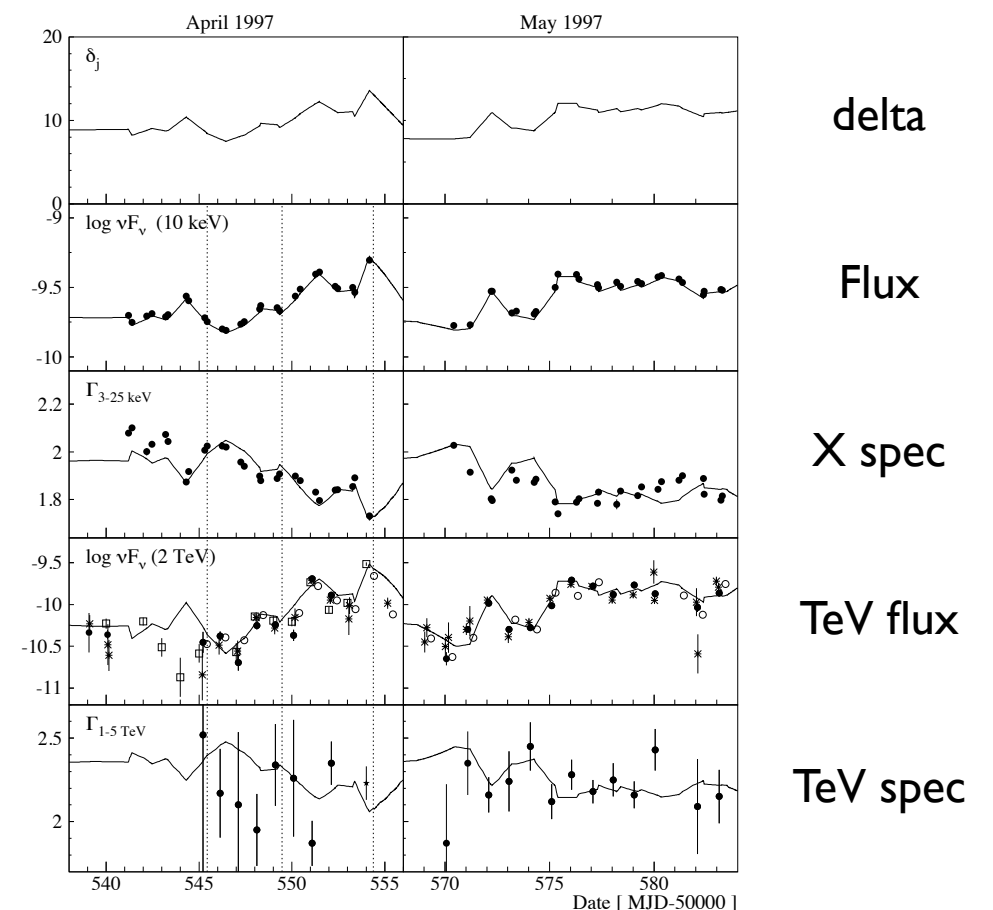 April 1997 May 1997
20
δj
10
0
delta
-9
log νFν (10 keV)
-9.5
-10
Flux
Γ3-25 keV
2.2
2
1.8
X spec
log νFν (2 TeV)
-9.5
-10
-10.5
-11
TeV flux
Γ1-5 TeV
2.5
2
TeV spec
540 545 550 555 570 575 580
Date [ MJD-50000 ]